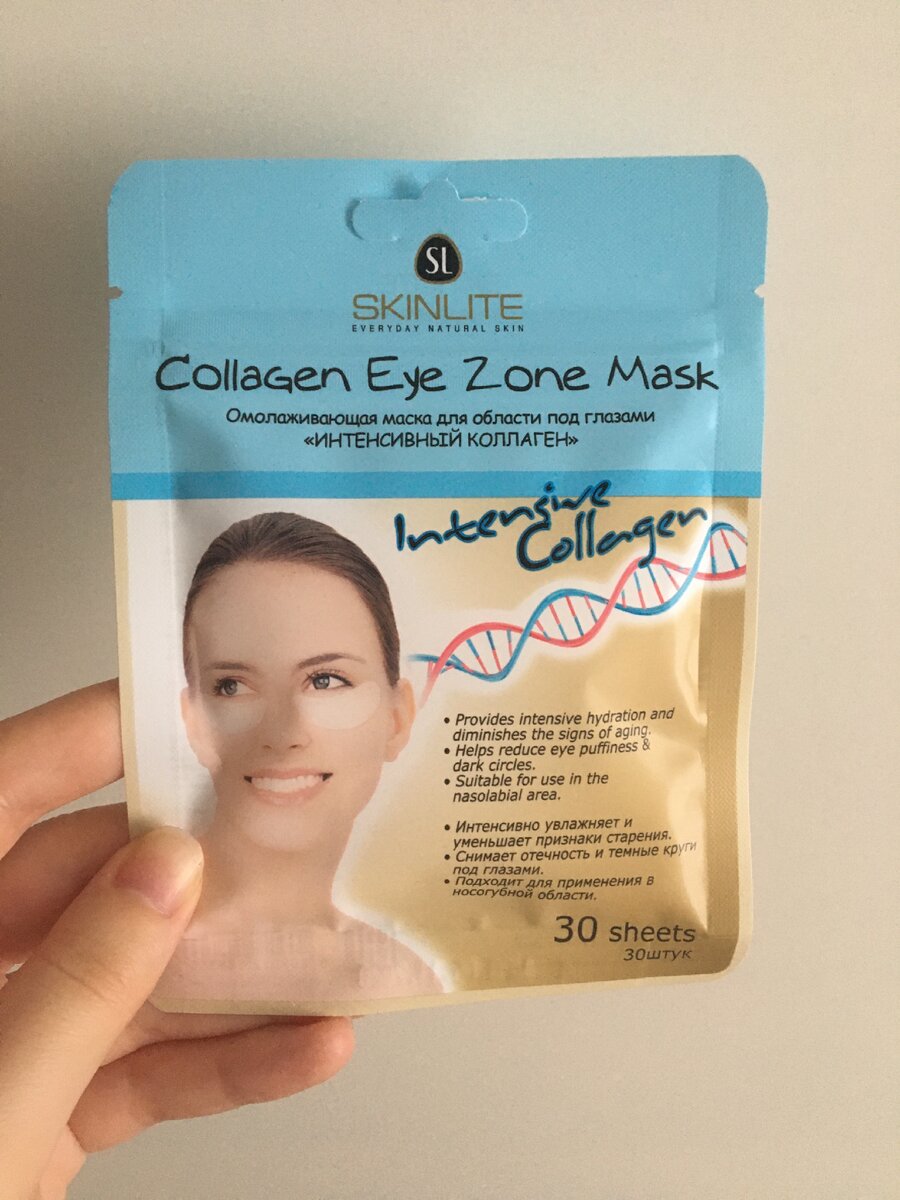 SL
SKINLITE
EVERYDAY NATURAL SKIN
Collagen Eye Zone Mask
Омолаживающая маска для области под глазами
«ИНТЕНСИВНЫЙ КОЛЛАГЕН»
Intensive
Collagen
• Provides intensive hydration and
diminishes the signs of aging.
• Helps reduce eye puffiness &
dark circles.
• Suitable for use in the
nasolabial area.
• Интенсивно увлажняет и
уменьшает признаки старения.
• Снимает отечность и темные круги
под глазами.
• Подходит для применения в
носогубной области.
30 sheets
30штук